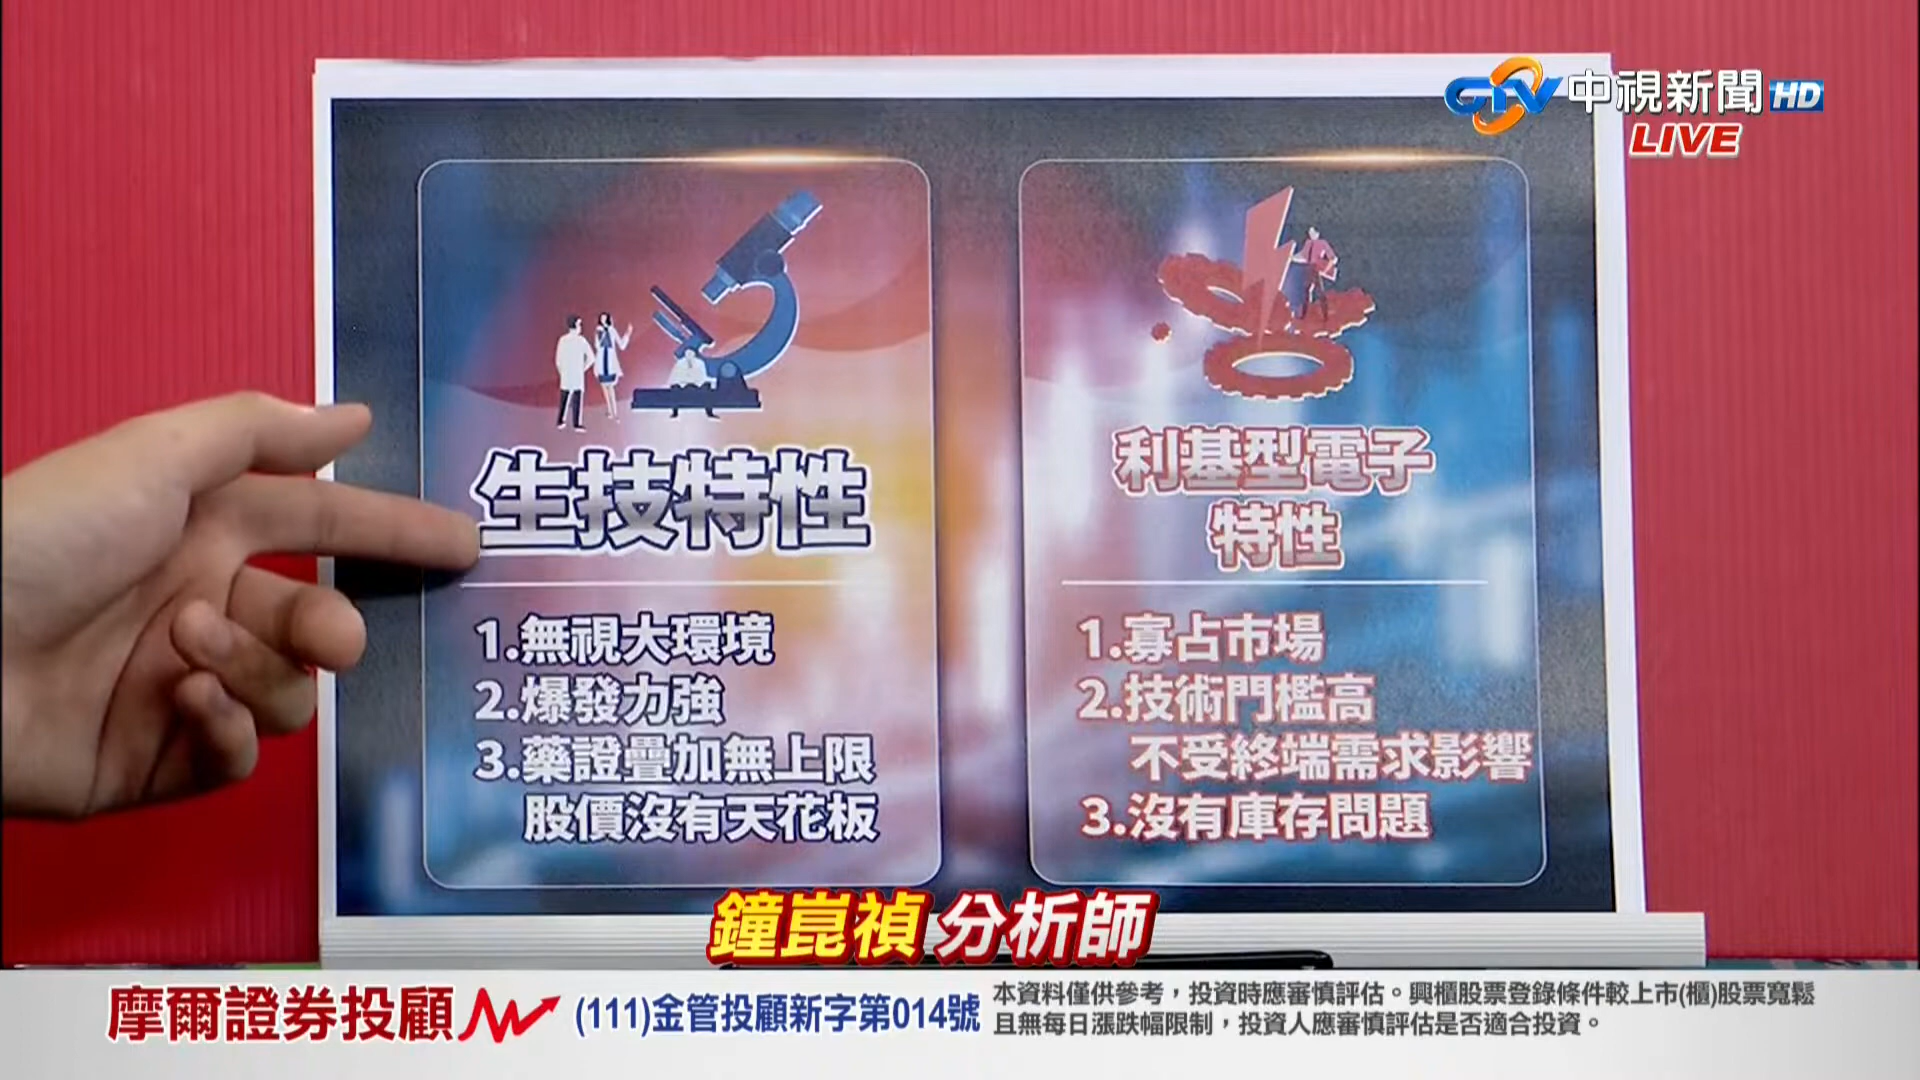 CTV 中視新聞 HD
LIVE
生技特性
1.無視大環境
2.爆發力強
3.藥證疊加無上限
股價沒有天花板
利基型電子
特性
1.寡占市場
2.技術門檻高
不受終端需求影響
3.沒有庫存問題
鐘崑禎 分析師
摩爾證券投顧
(111)金管投顧新字第014號
本資料僅供參考，投資時應審慎評估。興櫃股票登錄條件較上市(櫃)股票寬鬆
且無每日漲跌幅限制，投資人應審慎評估是否適合投資。